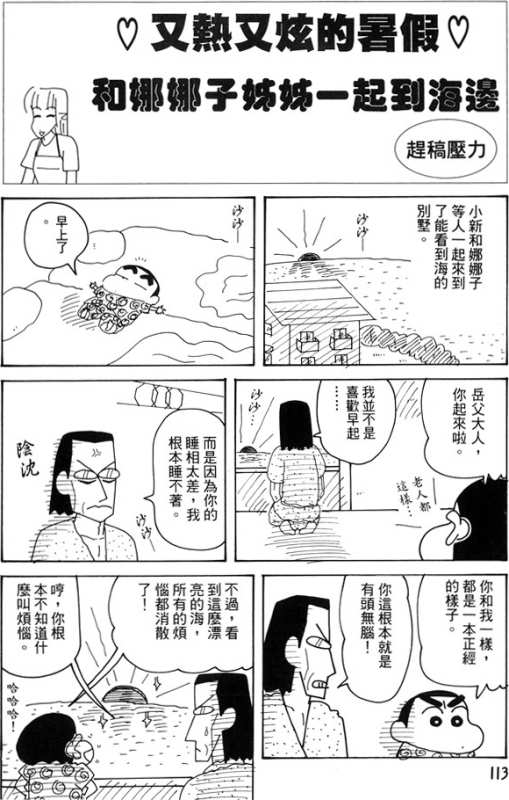 ♡又熱又炫的暑假♡
和娜娜子姊姊一起到海邊
趕稿壓力
小新和娜娜子
等人一起來到
了能看到海的
別墅。
沙沙——
沙沙——
早上了
。
岳父大人，
你起來啦。
老人都
這樣…
我並不是
喜歡早起
……
沙沙…
而是因為你的
睡相太差，我
根本睡不著。
沙沙——
陰沈
你和我一樣，
都是一本正經
的樣子。
你這根本就是
有頭無腦！
不過，看
到這麼漂
亮的海，
所有的煩
惱都消散
了！
哼，你根
本不知道什
麼叫煩惱。
哈哈哈！
113